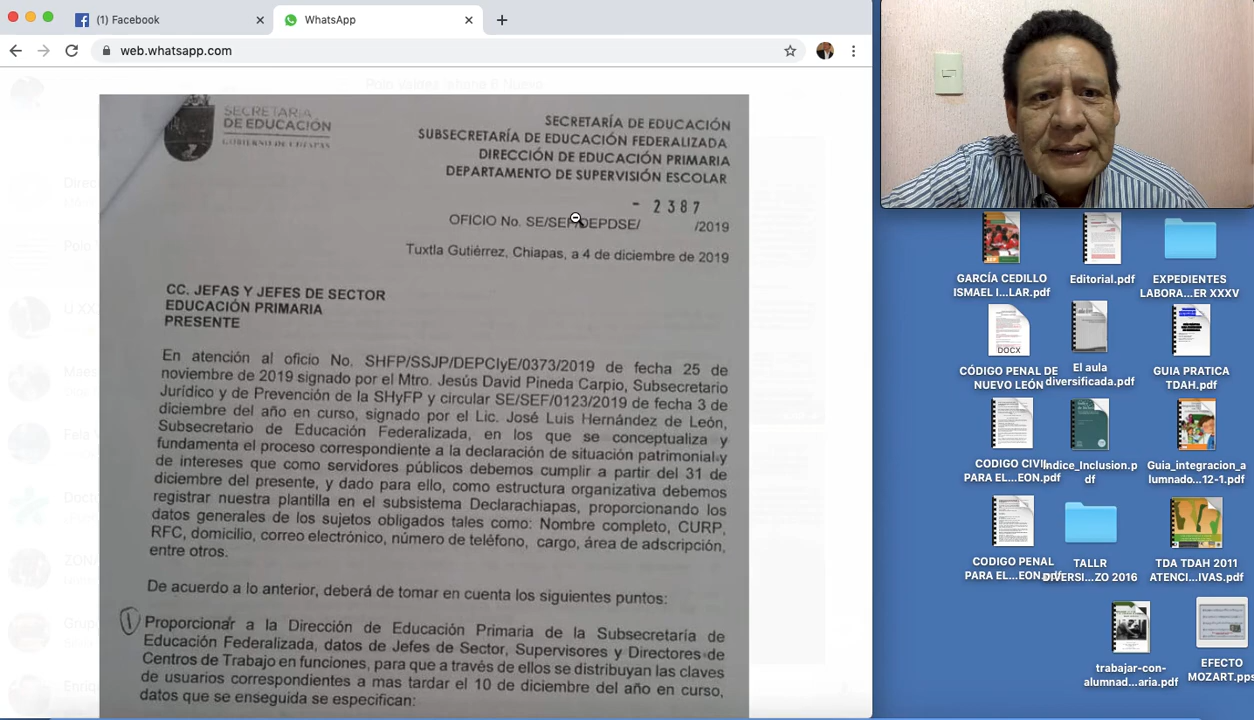 (1) Facebook
WhatsApp
web.whatsapp.com
SECRETARÍA
DE EDUCACIÓN
GOBIERNO DE CHIAPAS
SECRETARÍA DE EDUCACIÓN
SUBSECRETARÍA DE EDUCACIÓN FEDERALIZADA
DIRECCIÓN DE EDUCACIÓN PRIMARIA
DEPARTAMENTO DE SUPERVISIÓN ESCOLAR
- 2387
OFICIO No. SE/SEF/DEPDSE/ /2019
Tuxtla Gutiérrez, Chiapas, a 4 de diciembre de 2019
CC. JEFAS Y JEFES DE SECTOR
EDUCACIÓN PRIMARIA
PRESENTE
En atención al oficio No. SHFP/SSJP/DEPCIyE/0373/2019 de fecha 25 de
noviembre de 2019 signado por el Mtro. Jesús David Pineda Carpio, Subsecretario
Jurídico y de Prevención de la SHyFP y circular SE/SEF/0123/2019 de fecha 3 de
diciembre del año en curso, signado por el Lic. José Luis Hernández de León,
Subsecretario de Educación Federalizada, en los que se conceptualiza y
fundamenta el proceso correspondiente a la declaración de situación patrimonial y
de intereses que como servidores públicos debemos cumplir a partir del 31 de
diciembre del presente, y dado para ello, como estructura organizativa debemos
registrar nuestra plantilla en el subsistema Declarachiapas, proporcionando los
datos generales de los sujetos obligados tales como: Nombre completo, CURP,
RFC, domicilio, correo electrónico, número de teléfono, cargo, área de adscripción,
entre otros.
De acuerdo a lo anterior, deberá de tomar en cuenta los siguientes puntos:
1 Proporcionar a la Dirección de Educación Primaria de la Subsecretaría de
Educación Federalizada, datos de Jefes de Sector, Supervisores y Directores de
Centros de Trabajo en funciones, para que a través de ellos se distribuyan las claves
de usuarios correspondientes a mas tardar el 10 de diciembre del año en curso,
datos que se enseguida se especifican:
GARCÍA CEDILLO
ISMAEL I...LAR.pdf
Editorial.pdf
EXPEDIENTES
LABORA...ER XXXV
DOCX
CÓDIGO PENAL DE
NUEVO LEÓN
El aula
diversificada.pdf
GUIA PRATICA
TDAH.pdf
CODIGO CIVIL
PARA EL...EON.pdf
Indice_Inclusion.p
df
Guia_integracion_a
lumnado...12-1.pdf
CODIGO PENAL
PARA EL...EON.pdf
TALLR
DIVERSI...ZO 2016
TDA TDAH 2011
ATENCI...IVAS.pdf
trabajar-con-
alumnad...aria.pdf
EFECTO
MOZART.pps